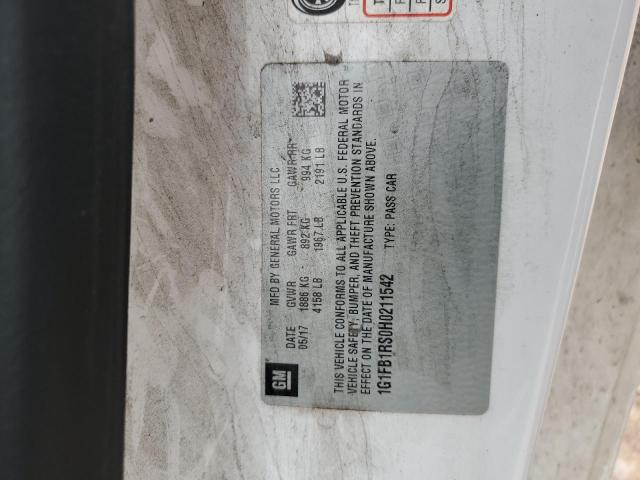 GM
MFD BY GENERAL MOTORS LLC
DATE GVWR GAWR FRT GAWR RR
05/17 1886 KG 892 KG 994 KG
4158 LB 1967 LB 2191 LB
THIS VEHICLE CONFORMS TO ALL APPLICABLE U.S. FEDERAL MOTOR
VEHICLE SAFETY, BUMPER, AND THEFT PREVENTION STANDARDS IN
EFFECT ON THE DATE OF MANUFACTURE SHOWN ABOVE.
1G1FB1RS0H0211542 TYPE: PASS CAR